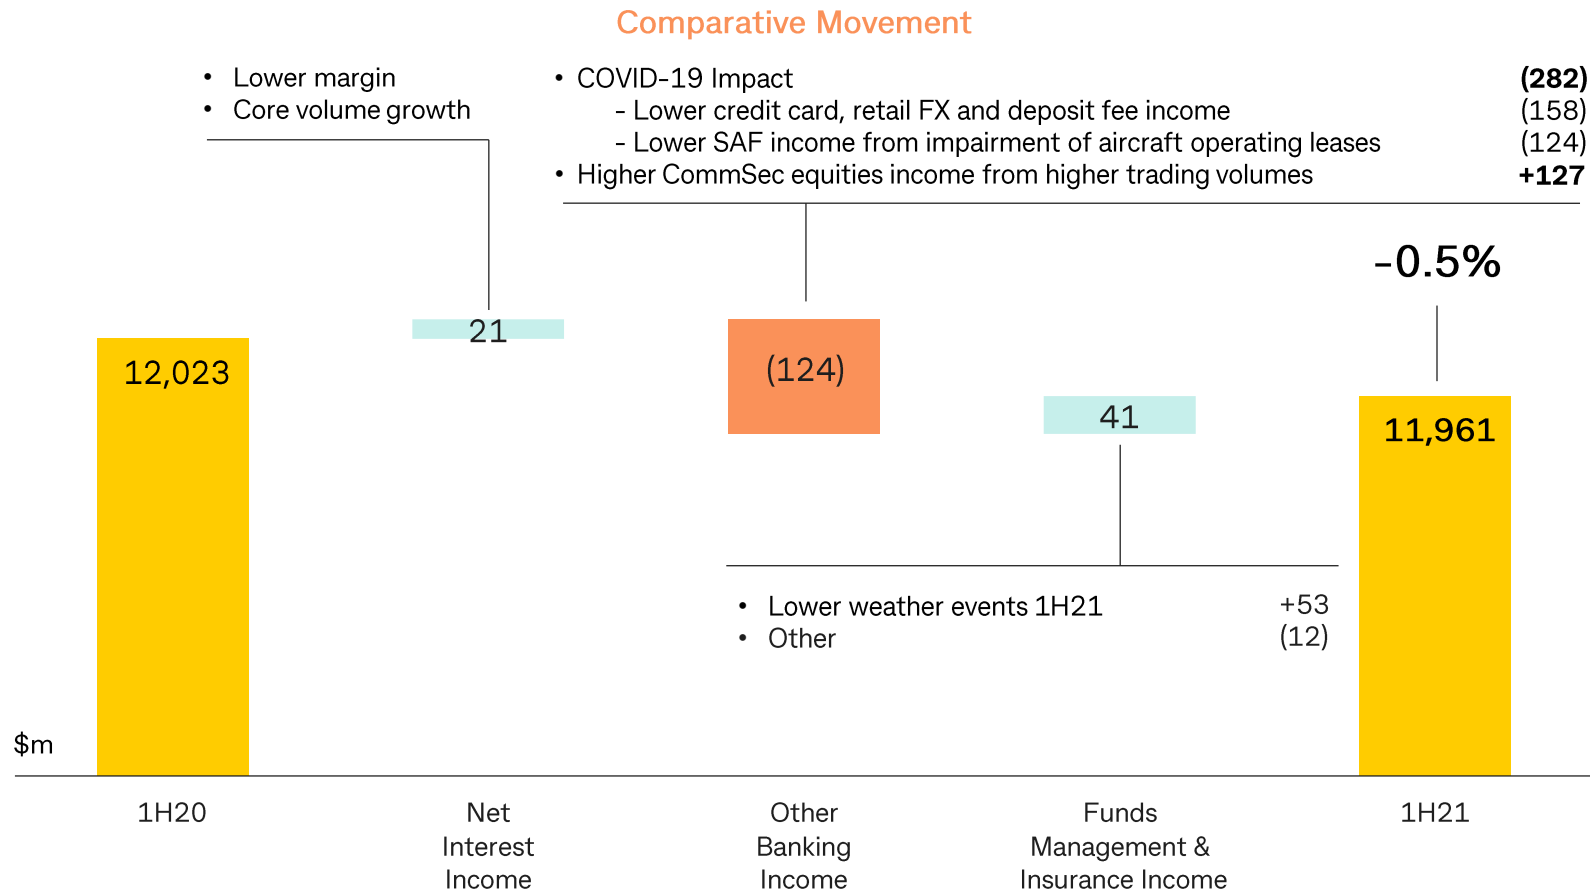 Comparative Movement
• Lower margin
• Core volume growth
• COVID-19 Impact (282)
- Lower credit card, retail FX and deposit fee income (158)
- Lower SAF income from impairment of aircraft operating leases (124)
• Higher CommSec equities income from higher trading volumes +127
-0.5%
12,023
21
(124)
41
11,961
• Lower weather events 1H21 +53
• Other (12)
$m
1H20
Net
Interest
Income
Other
Banking
Income
Funds
Management &
Insurance Income
1H21